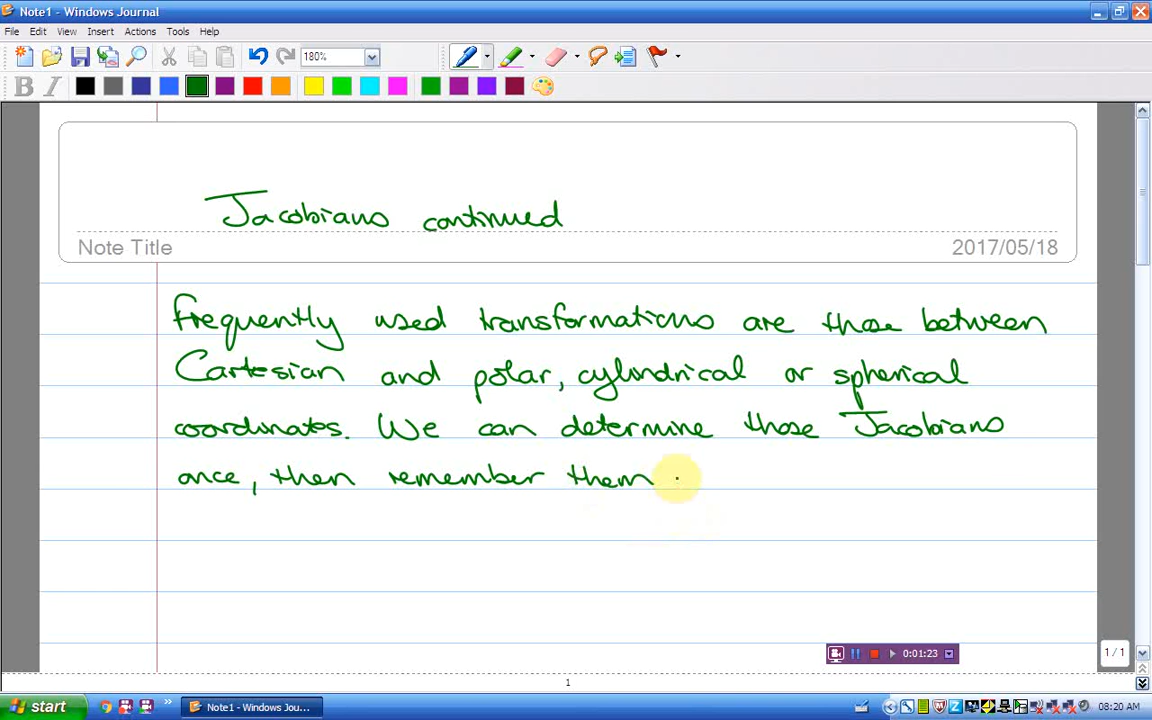 Note1 - Windows Journal
File Edit View Insert Actions Tools Help
180%
B I
Jacobians continued
Note Title 2017/05/18
Frequently used transformations are those between
Cartesian and polar, cylindrical or spherical
coordinates. We can determine those Jacobians
once, then remember them
0:01:23
1 / 1
1
start Note1 - Windows Jou... 08:20 AM